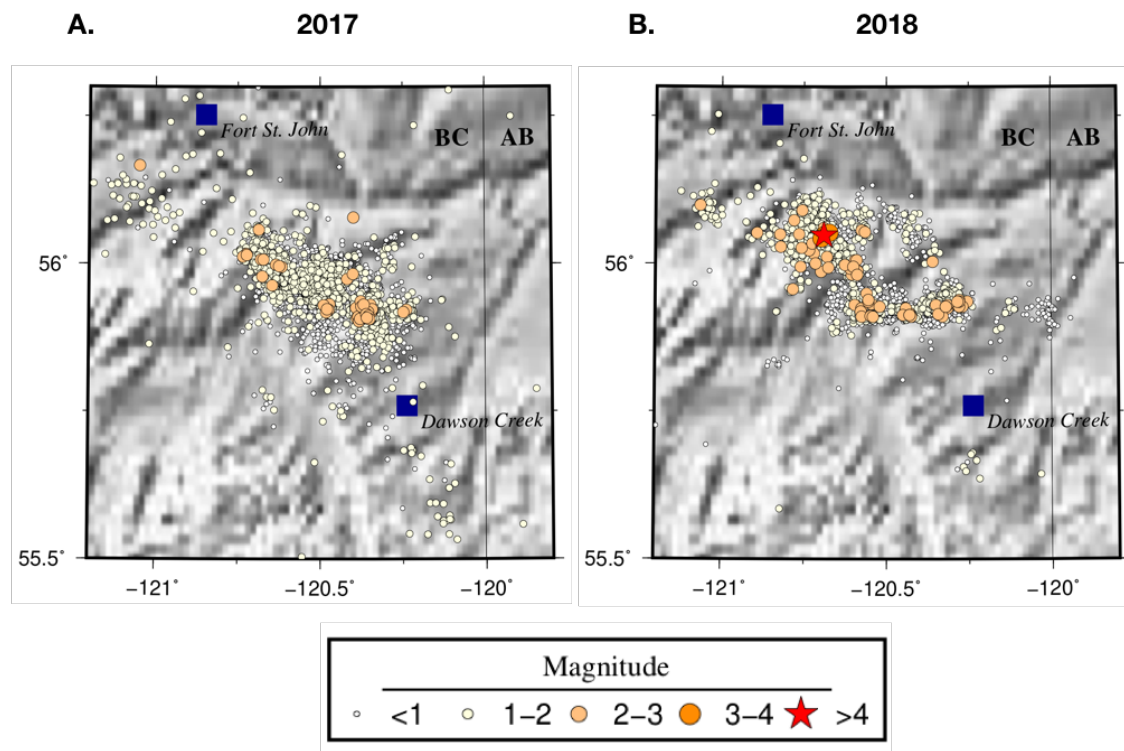 A. 2017 B. 2018
Fort St. John BC AB
Fort St. John BC AB
56°
56°
Dawson Creek
Dawson Creek
55.5°
55.5°
−121° −120.5° −120°
−121° −120.5° −120°
Magnitude
<1 1−2 2−3 3−4 >4